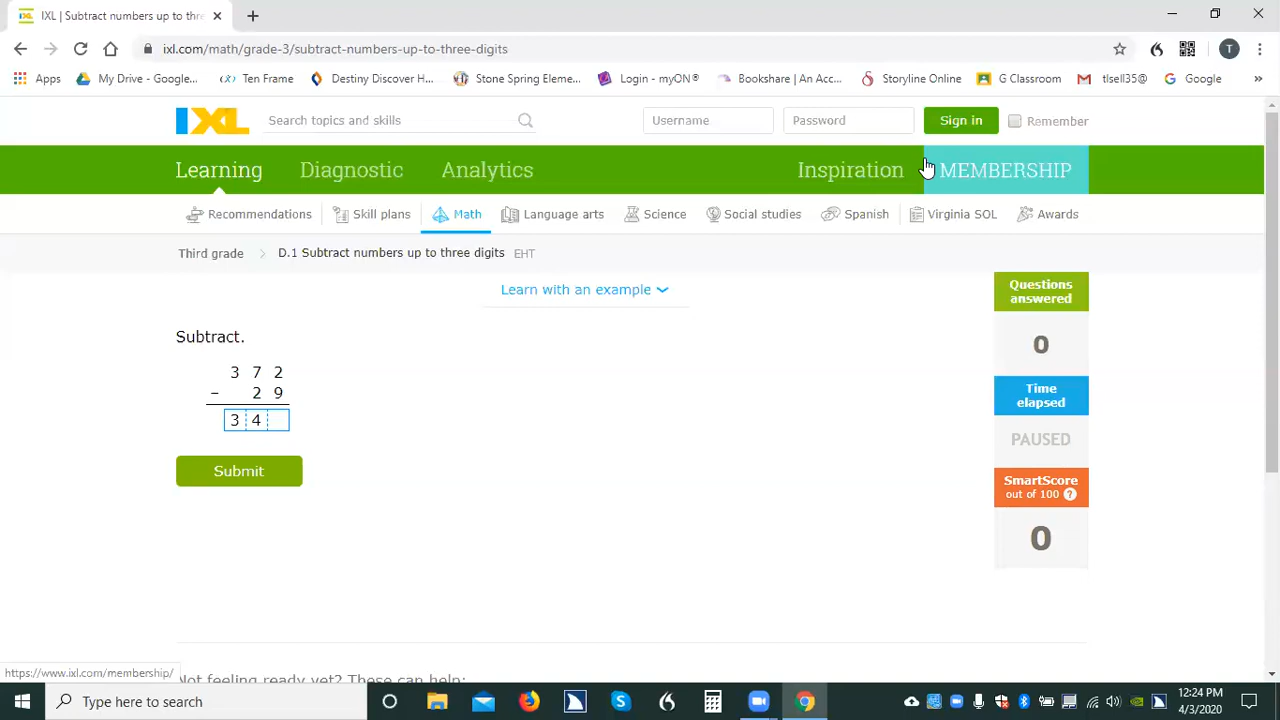 IXL | Subtract numbers up to thre
ixl.com/math/grade-3/subtract-numbers-up-to-three-digits
T
Apps My Drive - Google... Ten Frame Destiny Discover H... Stone Spring Eleme... Login - myON® Bookshare | An Acc... Storyline Online G Classroom tlsell35@ Google »
IXL Search topics and skills Username Password Sign in Remember
Learning Diagnostic Analytics Inspiration MEMBERSHIP
Recommendations Skill plans Math Language arts Science Social studies Spanish Virginia SOL Awards
Third grade > D.1 Subtract numbers up to three digits EHT
Learn with an example
Questions answered
0
Time elapsed
PAUSED
SmartScore
out of 100 ?
0
Subtract.
3 7 2
- 2 9
3 4
Submit
Not feeling ready yet? These can help:
https://www.ixl.com/membership/
Type here to search
12:24 PM
4/3/2020